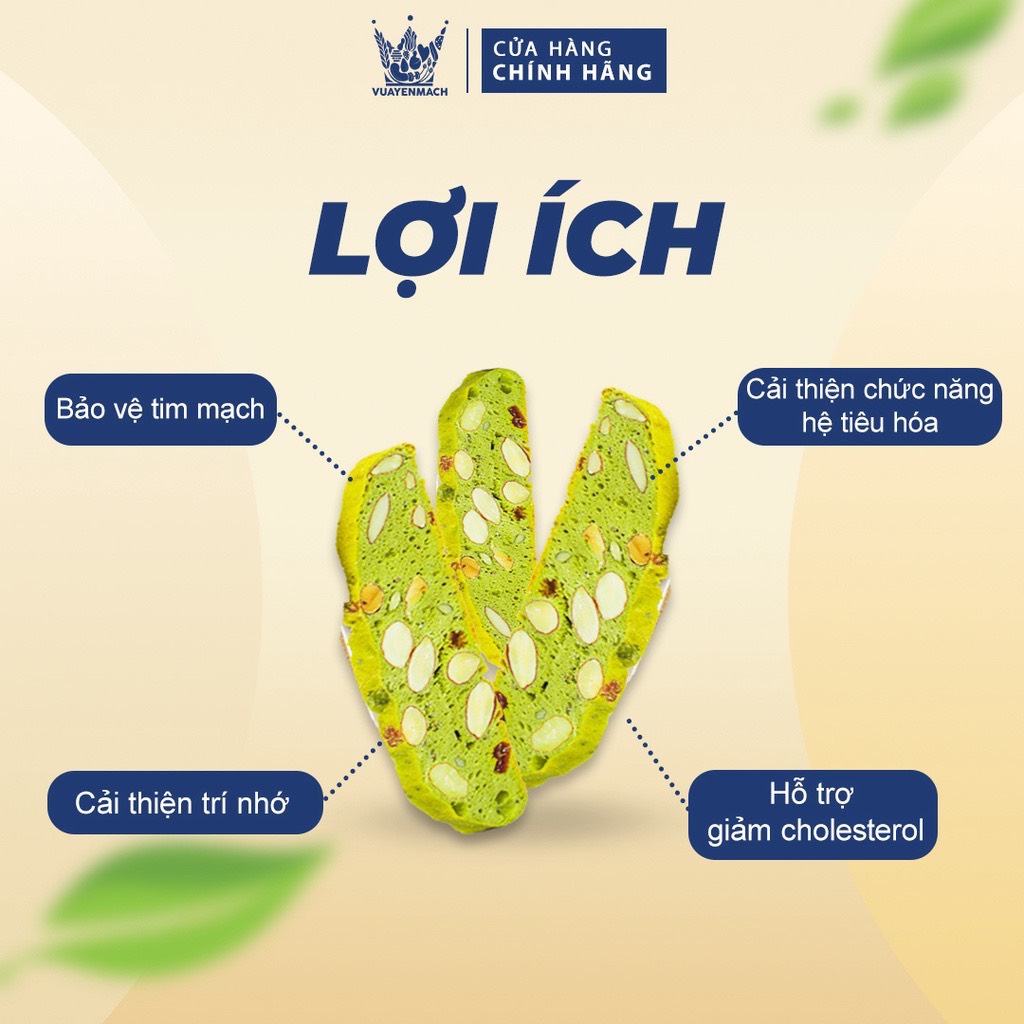 VUAYENMACH
CỬA HÀNG
CHÍNH HÃNG
LỢI ÍCH
Bảo vệ tim mạch
Cải thiện chức năng
hệ tiêu hóa
Cải thiện trí nhớ
Hỗ trợ
giảm cholesterol